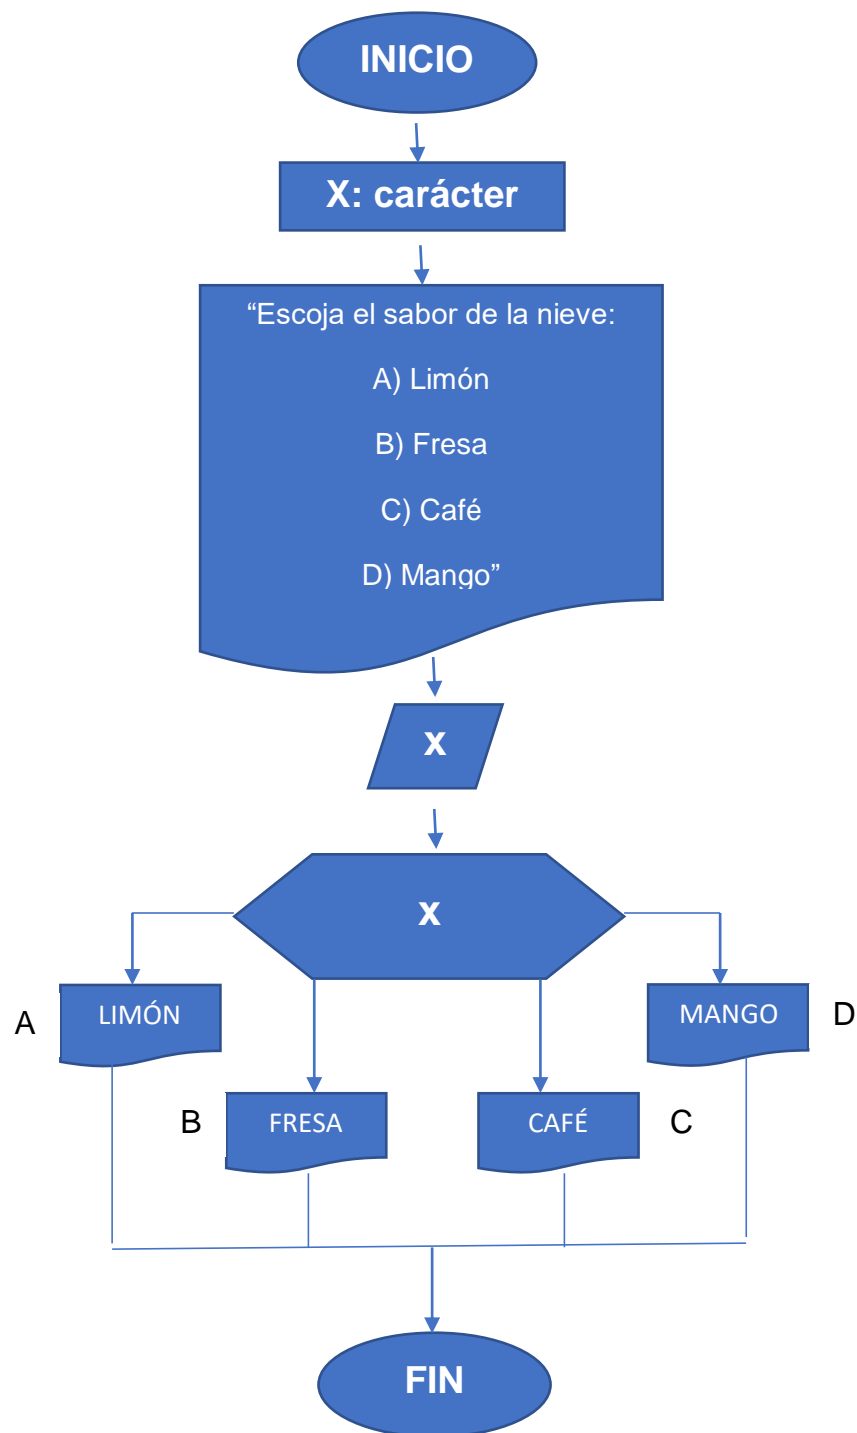 INICIO
X: carácter
“Escoja el sabor de la nieve:
A) Limón
B) Fresa
C) Café
D) Mango”
x
x
A
LIMÓN
MANGO
D
B
FRESA
CAFÉ
C
FIN